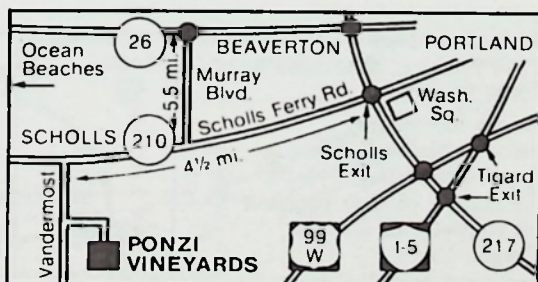 26
BEAVERTON
PORTLAND
Ocean
Beaches
5.5 mi.
Murray
Blvd.
Scholls Ferry Rd.
Wash.
Sq.
SCHOLLS
210
4½ mi.
Scholls
Exit
Tigard
Exit
Vandermost
PONZI
VINEYARDS
99
W
I-5
217